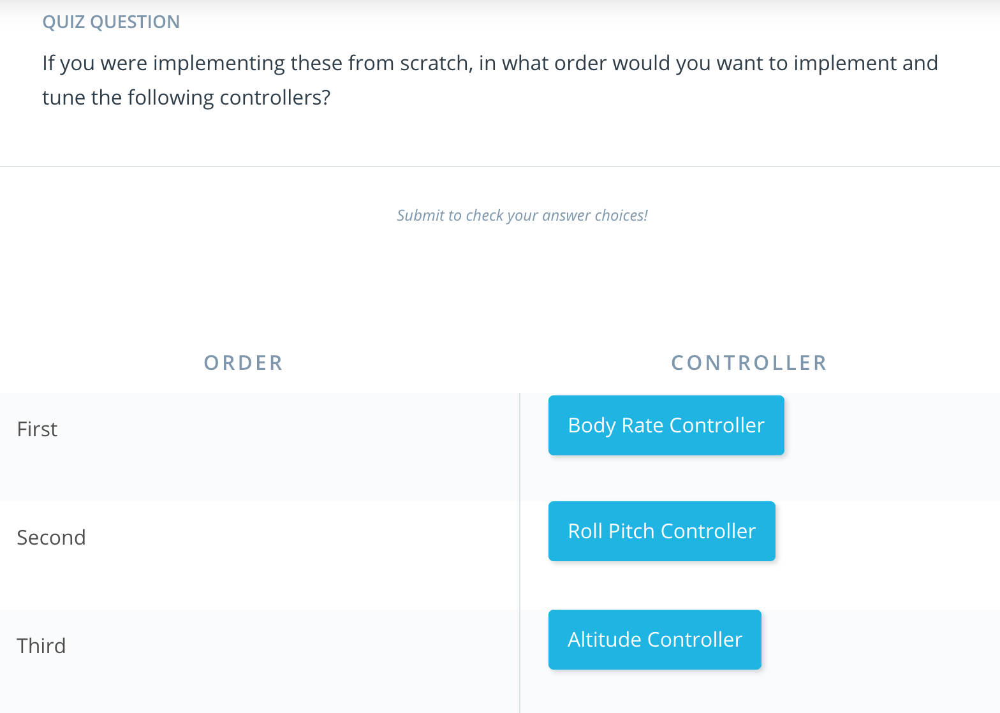 QUIZ QUESTION
If you were implementing these from scratch, in what order would you want to implement and
tune the following controllers?
Submit to check your answer choices!
ORDER
CONTROLLER
First
Body Rate Controller
Second
Roll Pitch Controller
Third
Altitude Controller